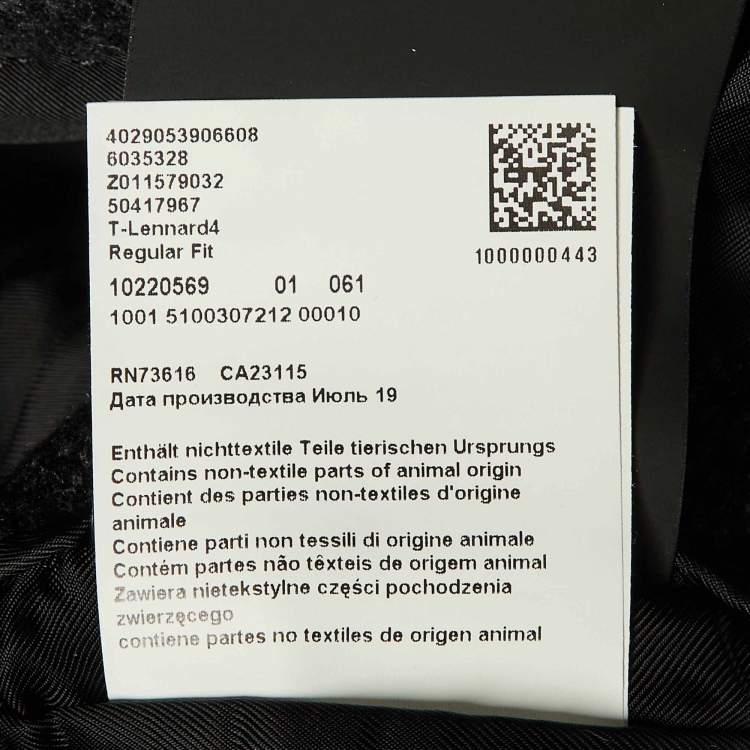 4029053906608
6035328
Z011579032
50417967
T-Lennard4
Regular Fit
1000000443
10220569 01 061
1001 5100307212 00010
RN73616 CA23115
Дата производства Июль 19
Enthält nichttextile Teile tierischen Ursprungs
Contains non-textile parts of animal origin
Contient des parties non-textiles d'origine
animale
Contiene parti non tessili di origine animale
Contém partes não têxteis de origem animal
Zawiera nietekstylne części pochodzenia
zwierzęcego
contiene partes no textiles de origen animal